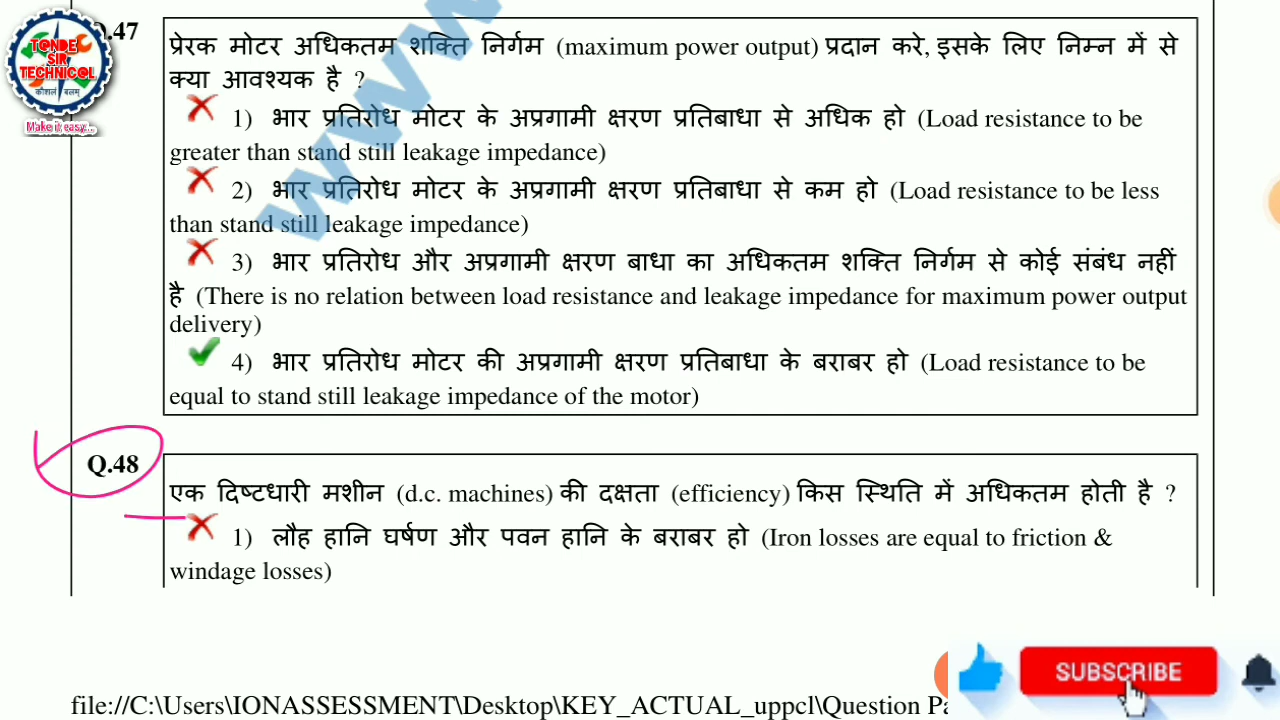 TONDE
SIR
TECHNICOL
कौशलं बलम्
Make it easy...
Q.47
प्रेरक मोटर अधिकतम शक्ति निर्गम (maximum power output) प्रदान करे, इसके लिए निम्न में से
क्या आवश्यक है ?
1) भार प्रतिरोध मोटर के अप्रगामी क्षरण प्रतिबाधा से अधिक हो (Load resistance to be
greater than stand still leakage impedance)
2) भार प्रतिरोध मोटर के अप्रगामी क्षरण प्रतिबाधा से कम हो (Load resistance to be less
than stand still leakage impedance)
3) भार प्रतिरोध और अप्रगामी क्षरण बाधा का अधिकतम शक्ति निर्गम से कोई संबंध नहीं
है (There is no relation between load resistance and leakage impedance for maximum power output
delivery)
4) भार प्रतिरोध मोटर की अप्रगामी क्षरण प्रतिबाधा के बराबर हो (Load resistance to be
equal to stand still leakage impedance of the motor)
Q.48
एक दिष्टधारी मशीन (d.c. machines) की दक्षता (efficiency) किस स्थिति में अधिकतम होती है ?
1) लौह हानि घर्षण और पवन हानि के बराबर हो (Iron losses are equal to friction &
windage losses)
SUBSCRIBE
file://C:\Users\IONASSESSMENT\Desktop\KEY_ACTUAL_uppcl\Question Pa
www